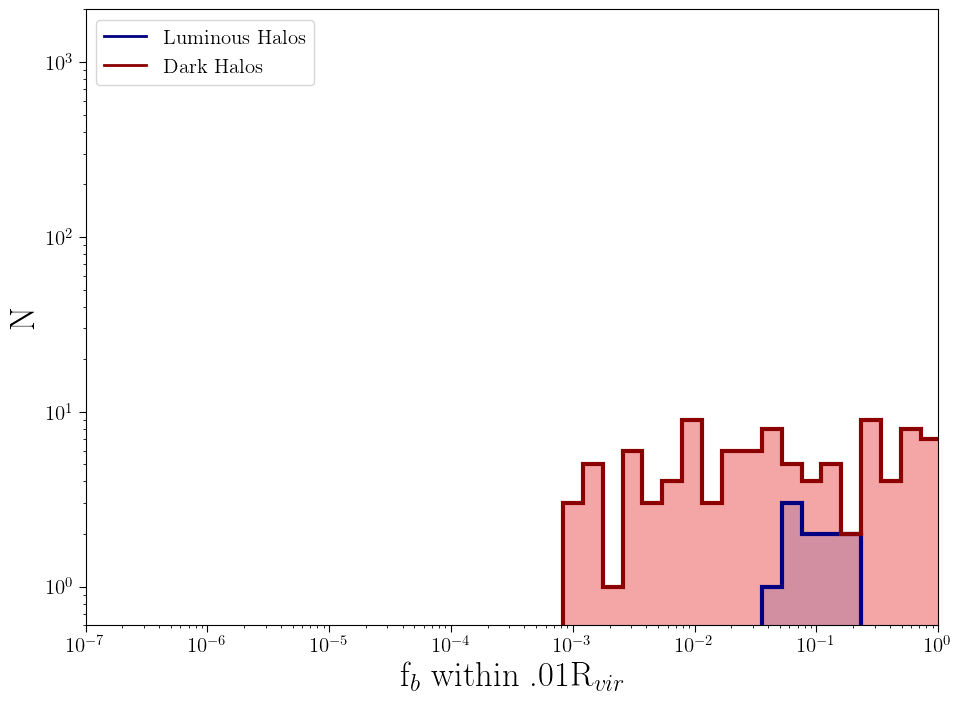 Luminous Halos
Dark Halos
10³
10²
10¹
10⁰
N
10⁻⁷ 10⁻⁶ 10⁻⁵ 10⁻⁴ 10⁻³ 10⁻² 10⁻¹ 10⁰
f_b within .01R_vir